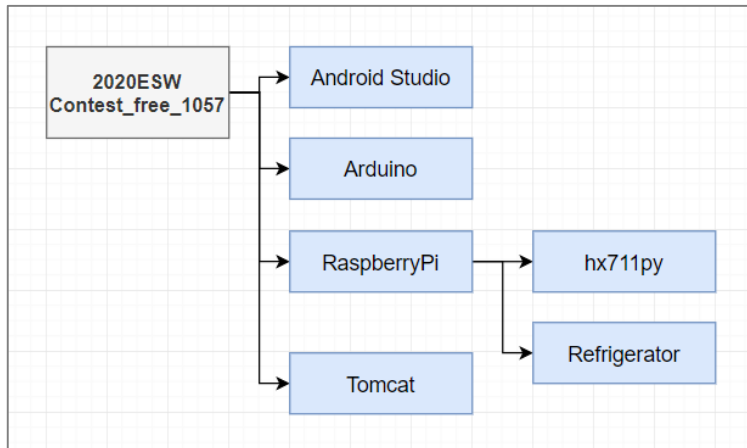 2020ESW
Contest_free_1057
Android Studio
Arduino
RaspberryPi
hx711py
Refrigerator
Tomcat